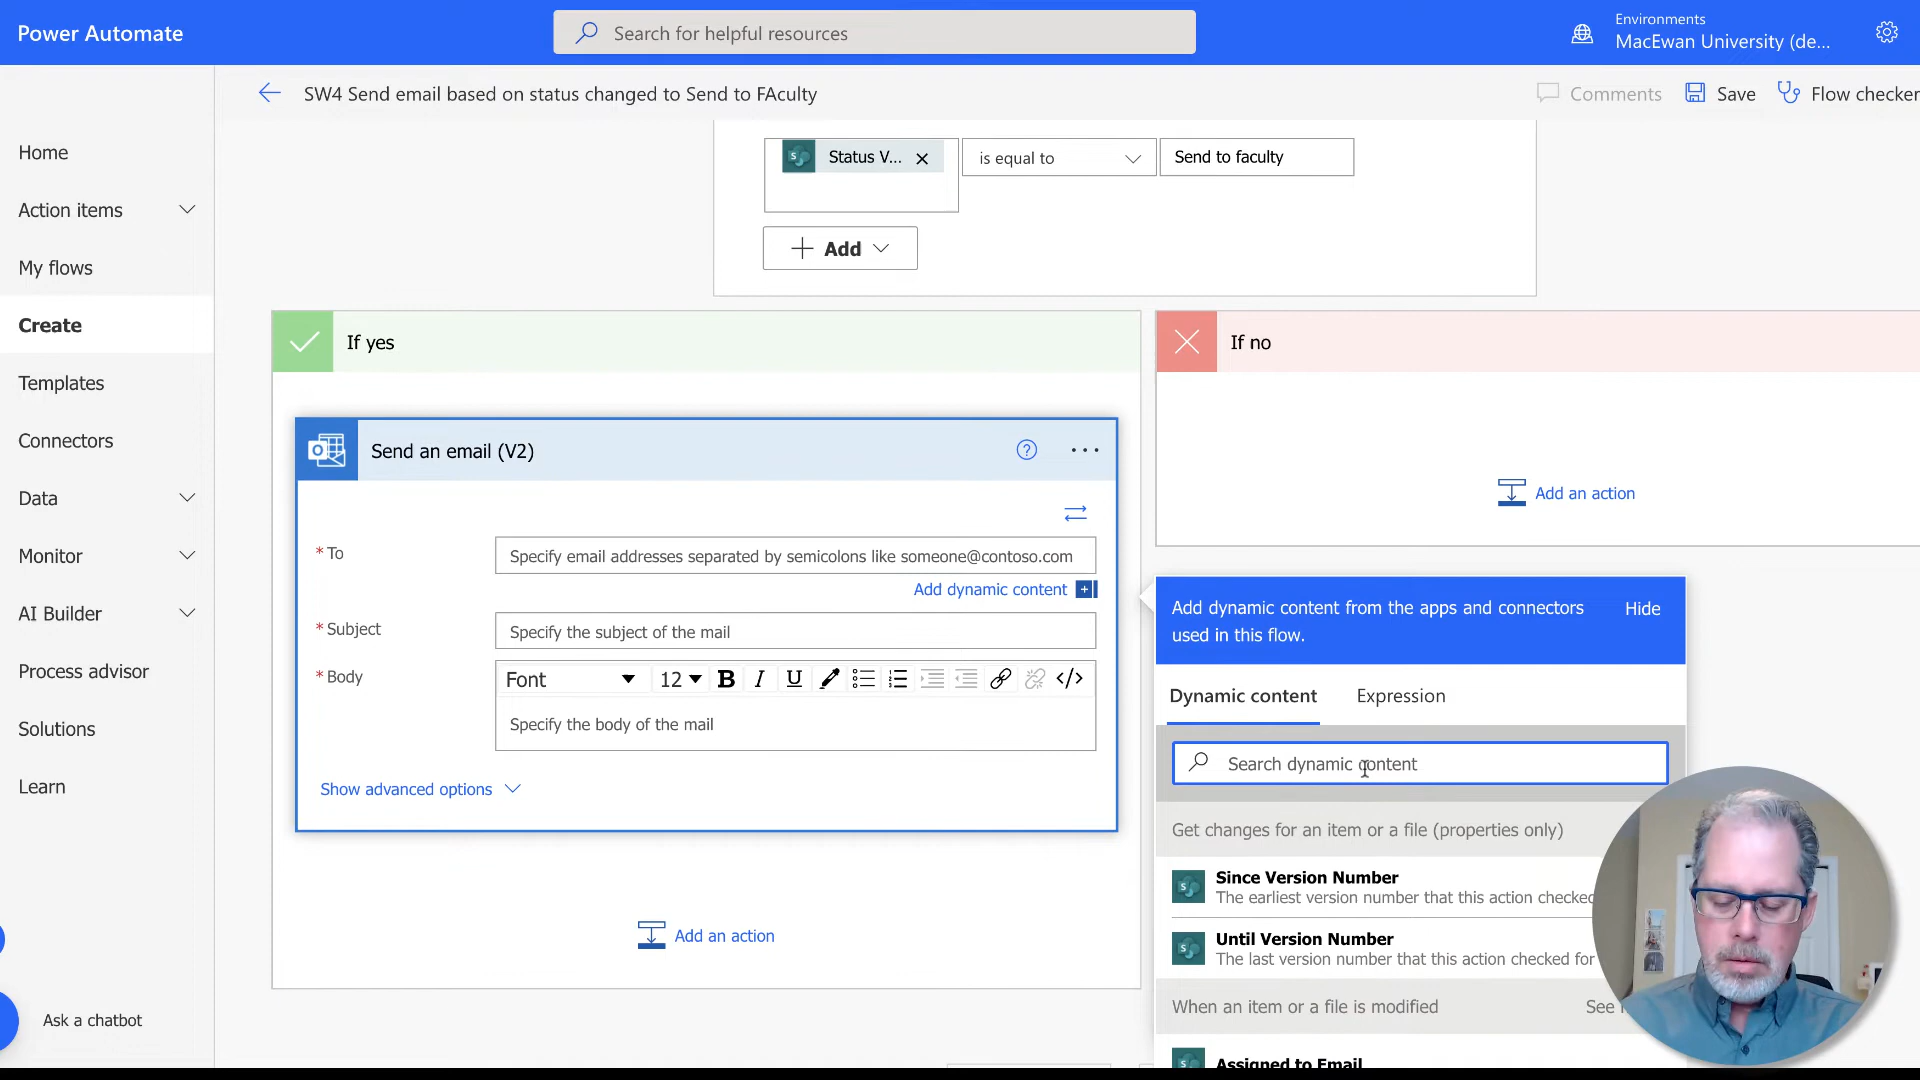 Power Automate
Search for helpful resources
Environments
MacEwan University (de...
SW4 Send email based on status changed to Send to FAculty
Comments
Save
Flow checker
Home
Action items
My flows
Create
Templates
Connectors
Data
Monitor
AI Builder
Process advisor
Solutions
Learn
Ask a chatbot
Status V...
is equal to
Send to faculty
Add
If yes
If no
Send an email (V2)
Add an action
* To
Specify email addresses separated by semicolons like someone@contoso.com
Add dynamic content
* Subject
Specify the subject of the mail
* Body
Font
12
B
I
U
</>
Specify the body of the mail
Show advanced options
Add an action
Add dynamic content from the apps and connectors
used in this flow.
Hide
Dynamic content
Expression
Search dynamic content
Get changes for an item or a file (properties only)
Since Version Number
The earliest version number that this action checked
Until Version Number
The last version number that this action checked for
When an item or a file is modified
See
Assigned to Email